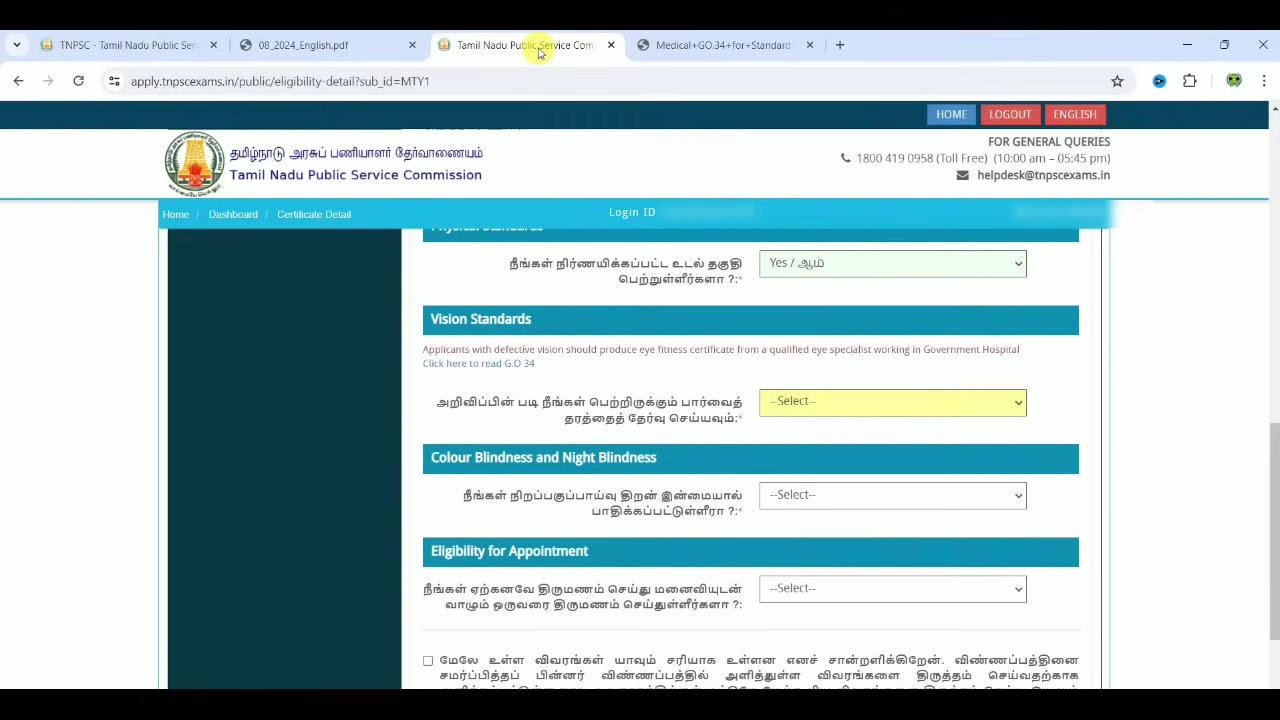 TNPSC - Tamil Nadu Public Ser
08_2024_English.pdf
Tamil Nadu Public Service Com
Medical+GO.34+for+Standard
apply.tnpscexams.in/public/eligibility-detail?sub_id=MTY1
HOME
LOGOUT
ENGLISH
தமிழ்நாடு அரசுப் பணியாளர் தேர்வாணையம்
Tamil Nadu Public Service Commission
FOR GENERAL QUERIES
1800 419 0958 (Toll Free) (10:00 am – 05:45 pm)
helpdesk@tnpscexams.in
Home / Dashboard / Certificate Detail
Login ID
Physical Standards
நீங்கள் நிர்ணயிக்கப்பட்ட உடல் தகுதி
பெற்றுள்ளீர்களா ?:*
Yes / ஆம்
Vision Standards
Applicants with defective vision should produce eye fitness certificate from a qualified eye specialist working in Government Hospital
Click here to read G.O 34
அறிவிப்பின் படி நீங்கள் பெற்றிருக்கும் பார்வைத்
தரத்தைத் தேர்வு செய்யவும்:*
--Select--
Colour Blindness and Night Blindness
நீங்கள் நிறப்பகுப்பாய்வு திறன் இன்மையால்
பாதிக்கப்பட்டுள்ளீரா ?:*
--Select--
Eligibility for Appointment
நீங்கள் ஏற்கனவே திருமணம் செய்து மனைவியுடன்
வாழும் ஒருவரை திருமணம் செய்துள்ளீர்களா ?:
--Select--
மேலே உள்ள விவரங்கள் யாவும் சரியாக உள்ளன எனச் சான்றளிக்கிறேன். விண்ணப்பத்தினை
சமர்ப்பித்தப் பின்னர் விண்ணப்பத்தில் அளித்துள்ள விவரங்களை திருத்தம் செய்வதற்காக